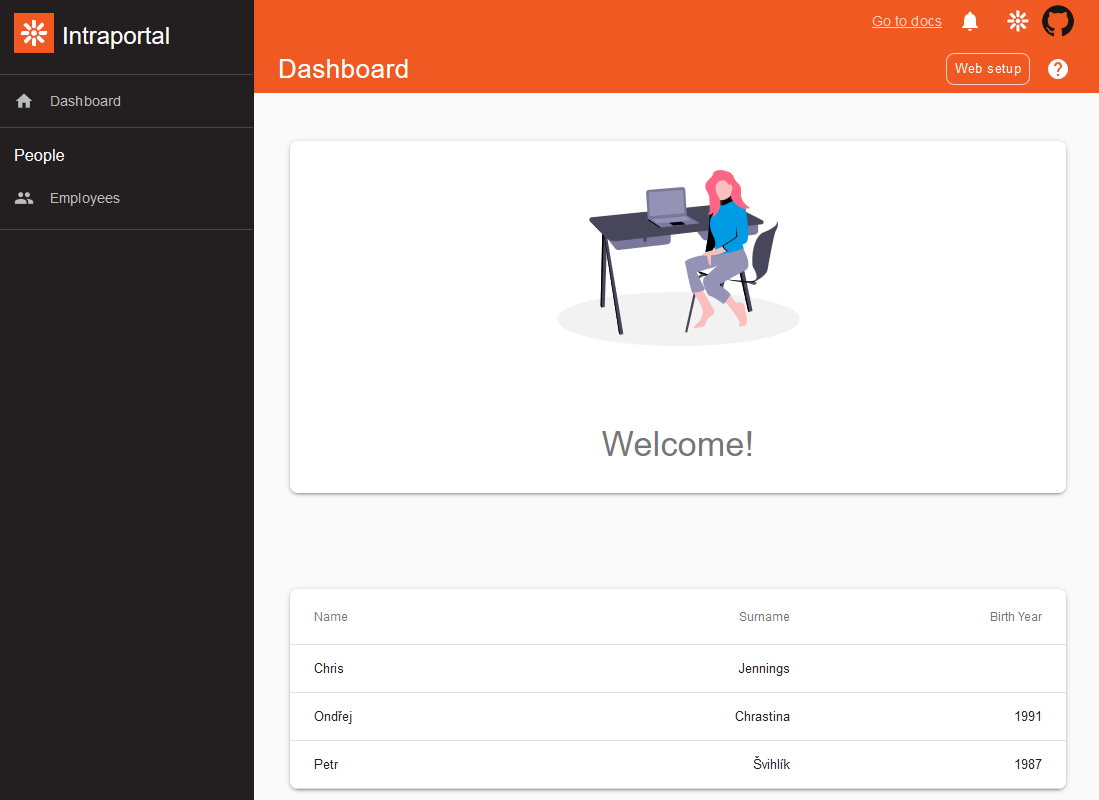 Intraportal
Dashboard
People
Employees
Go to docs
Dashboard
Web setup
Welcome!
Name Surname Birth Year
Chris Jennings
Ondřej Chrastina 1991
Petr Švihlík 1987